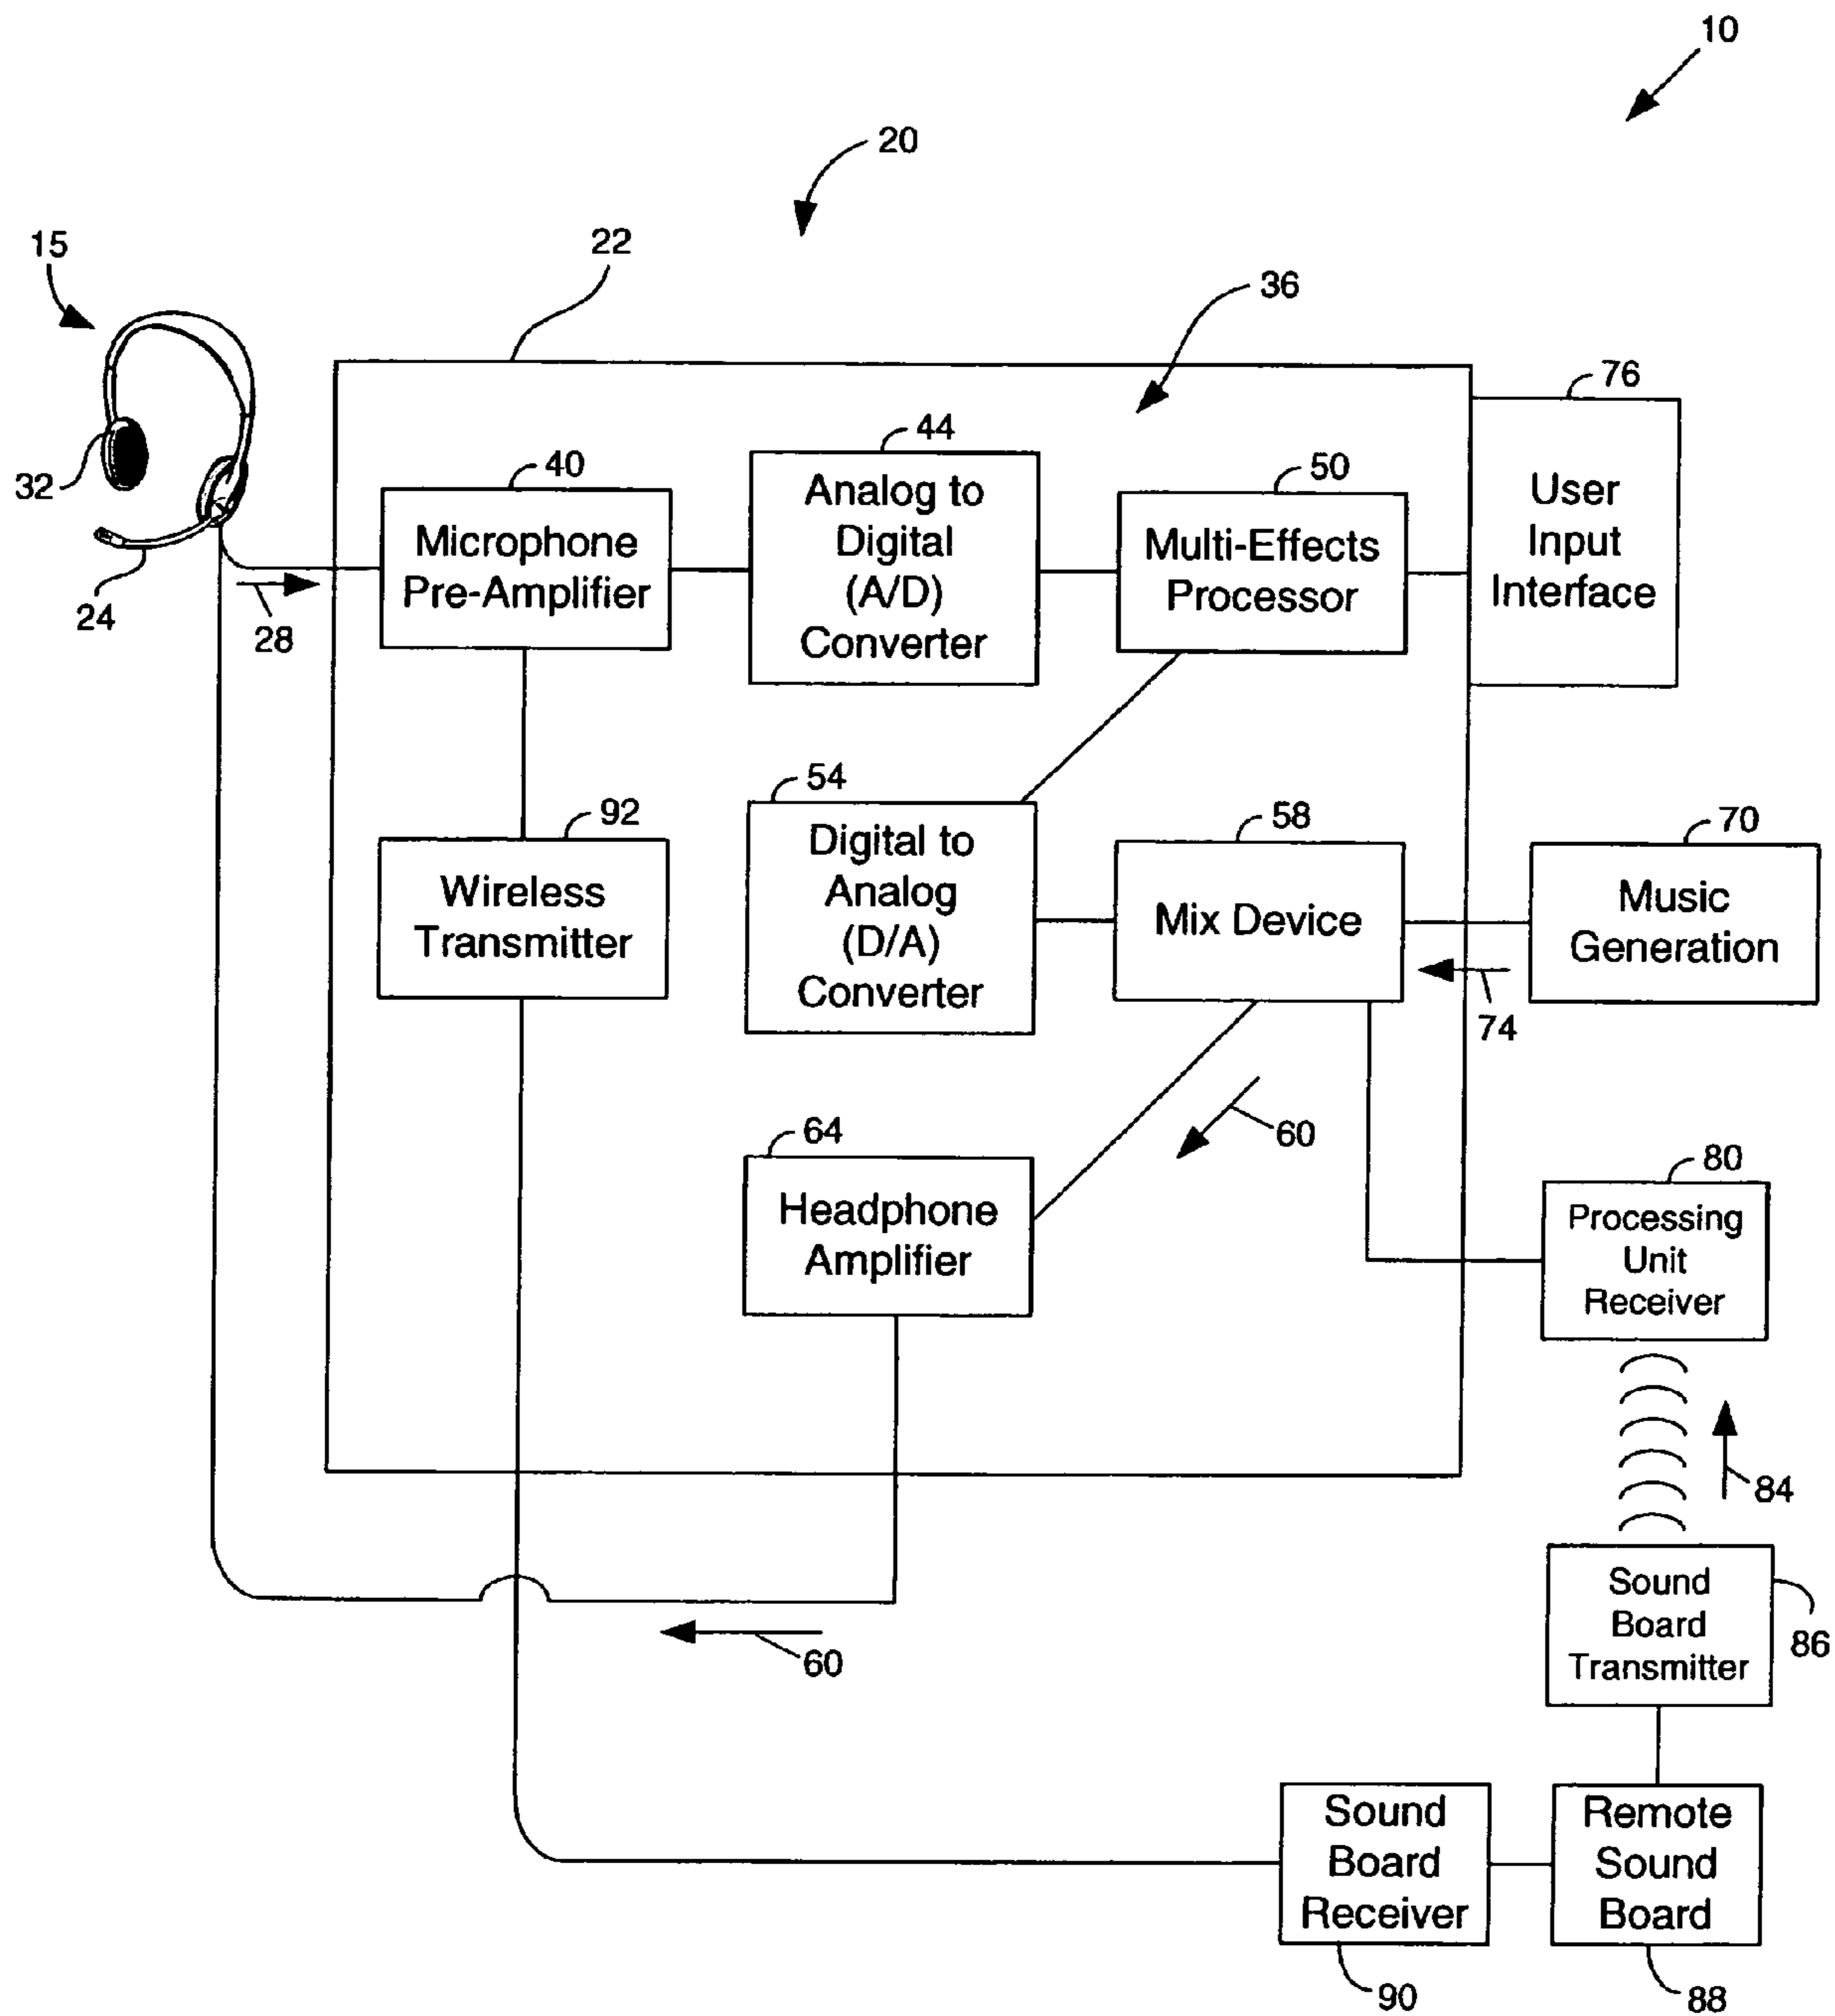 10
20
15
22
36
76
44
40
50
32
Analog to
Digital
(A/D)
Converter
User
Input
Interface
Microphone
Pre-Amplifier
Multi-Effects
Processor
24
28
54
92
58
70
Digital to
Analog
(D/A)
Converter
Wireless
Transmitter
Mix Device
Music
Generation
74
64
60
80
Headphone
Amplifier
Processing
Unit
Receiver
84
Sound
Board
Transmitter
86
60
Sound
Board
Receiver
Remote
Sound
Board
90
88